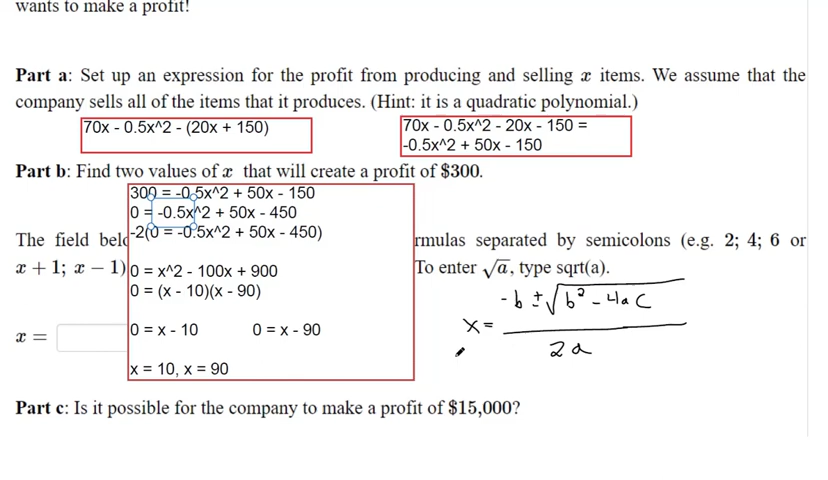 wants to make a profit!
Part a: Set up an expression for the profit from producing and selling x items. We assume that the
company sells all of the items that it produces. (Hint: it is a quadratic polynomial.)
70x - 0.5x^2 - (20x + 150)
70x - 0.5x^2 - 20x - 150 =
-0.5x^2 + 50x - 150
Part b: Find two values of x that will create a profit of $300.
300 = -0.5x^2 + 50x - 150
0 = -0.5x^2 + 50x - 450
-2(0 = -0.5x^2 + 50x - 450)
0 = x^2 - 100x + 900
0 = (x - 10)(x - 90)
0 = x - 10 0 = x - 90
x = 10, x = 90
The field rmulas separated by semicolons (e.g. 2; 4; 6 or
x + 1; x − 1) To enter √a, type sqrt(a).
x = (-b ± √(b² - 4ac)) / 2a
x =
Part c: Is it possible for the company to make a profit of $15,000?